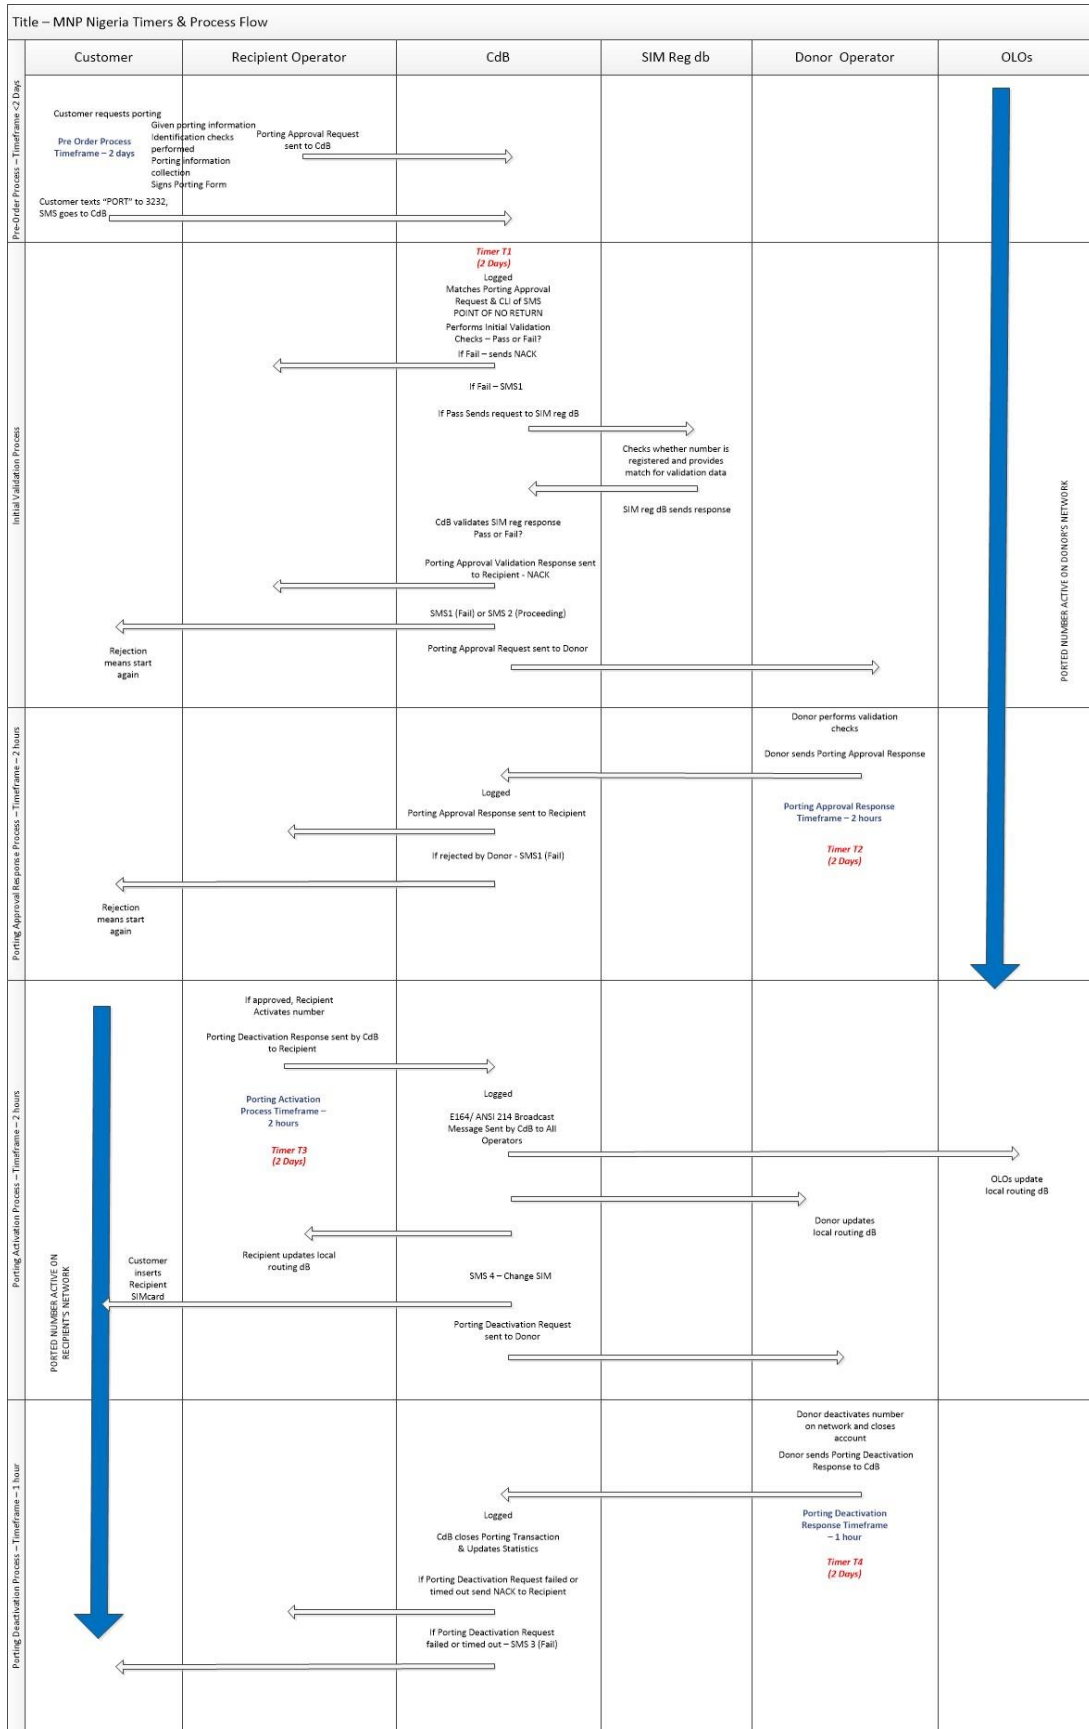 Title – MNP Nigeria Timers & Process Flow
Customer
Recipient Operator
CdB
SIM Reg db
Donor Operator
OLOs
Pre-Order Process – Timeframe <2 Days
Customer requests porting
Pre Order Process
Timeframe – 2 days
Given porting information
Identification checks
performed
Porting information
collection
Signs Porting Form
Porting Approval Request
sent to CdB
Customer texts “PORT” to 3232,
SMS goes to CdB
Initial Validation Process
Timer T1
(2 Days)
Logged
Matches Porting Approval
Request & CLI of SMS
POINT OF NO RETURN
Performs Initial Validation
Checks – Pass or Fail?
If Fail – sends NACK
If Fail – SMS1
If Pass Sends request to SIM reg dB
Checks whether number is
registered and provides
match for validation data
SIM reg dB sends response
CdB validates SIM reg response
Pass or Fail?
Porting Approval Validation Response sent
to Recipient - NACK
SMS1 (Fail) or SMS 2 (Proceeding)
Rejection
means start
again
Porting Approval Request sent to Donor
PORTED NUMBER ACTIVE ON DONOR'S NETWORK
Porting Approval Response Process – Timeframe – 2 hours
Donor performs validation
checks
Donor sends Porting Approval Response
Logged
Porting Approval Response
Timeframe – 2 hours
Porting Approval Response sent to Recipient
Timer T2
(2 Days)
If rejected by Donor - SMS1 (Fail)
Rejection
means start
again
Porting Activation Process – Timeframe – 2 hours
If approved, Recipient
Activates number
Porting Deactivation Response sent by CdB
to Recipient
Porting Activation
Process Timeframe –
2 hours
Timer T3
(2 Days)
Logged
E164/ ANSI 214 Broadcast
Message Sent by CdB to All
Operators
OLOs update
local routing dB
Donor updates
local routing dB
Recipient updates local
routing dB
PORTED NUMBER ACTIVE ON
RECIPIENT'S NETWORK
Customer
inserts
Recipient
SIMcard
SMS 4 – Change SIM
Porting Deactivation Request
sent to Donor
Porting Deactivation Process – Timeframe – 1 hour
Donor deactivates number
on network and closes
account
Donor sends Porting Deactivation
Response to CdB
Logged
Porting Deactivation
Response Timeframe
– 1 hour
CdB closes Porting Transaction
& Updates Statistics
Timer T4
(2 Days)
If Porting Deactivation Request failed or
timed out send NACK to Recipient
If Porting Deactivation Request
failed or timed out – SMS 3 (Fail)